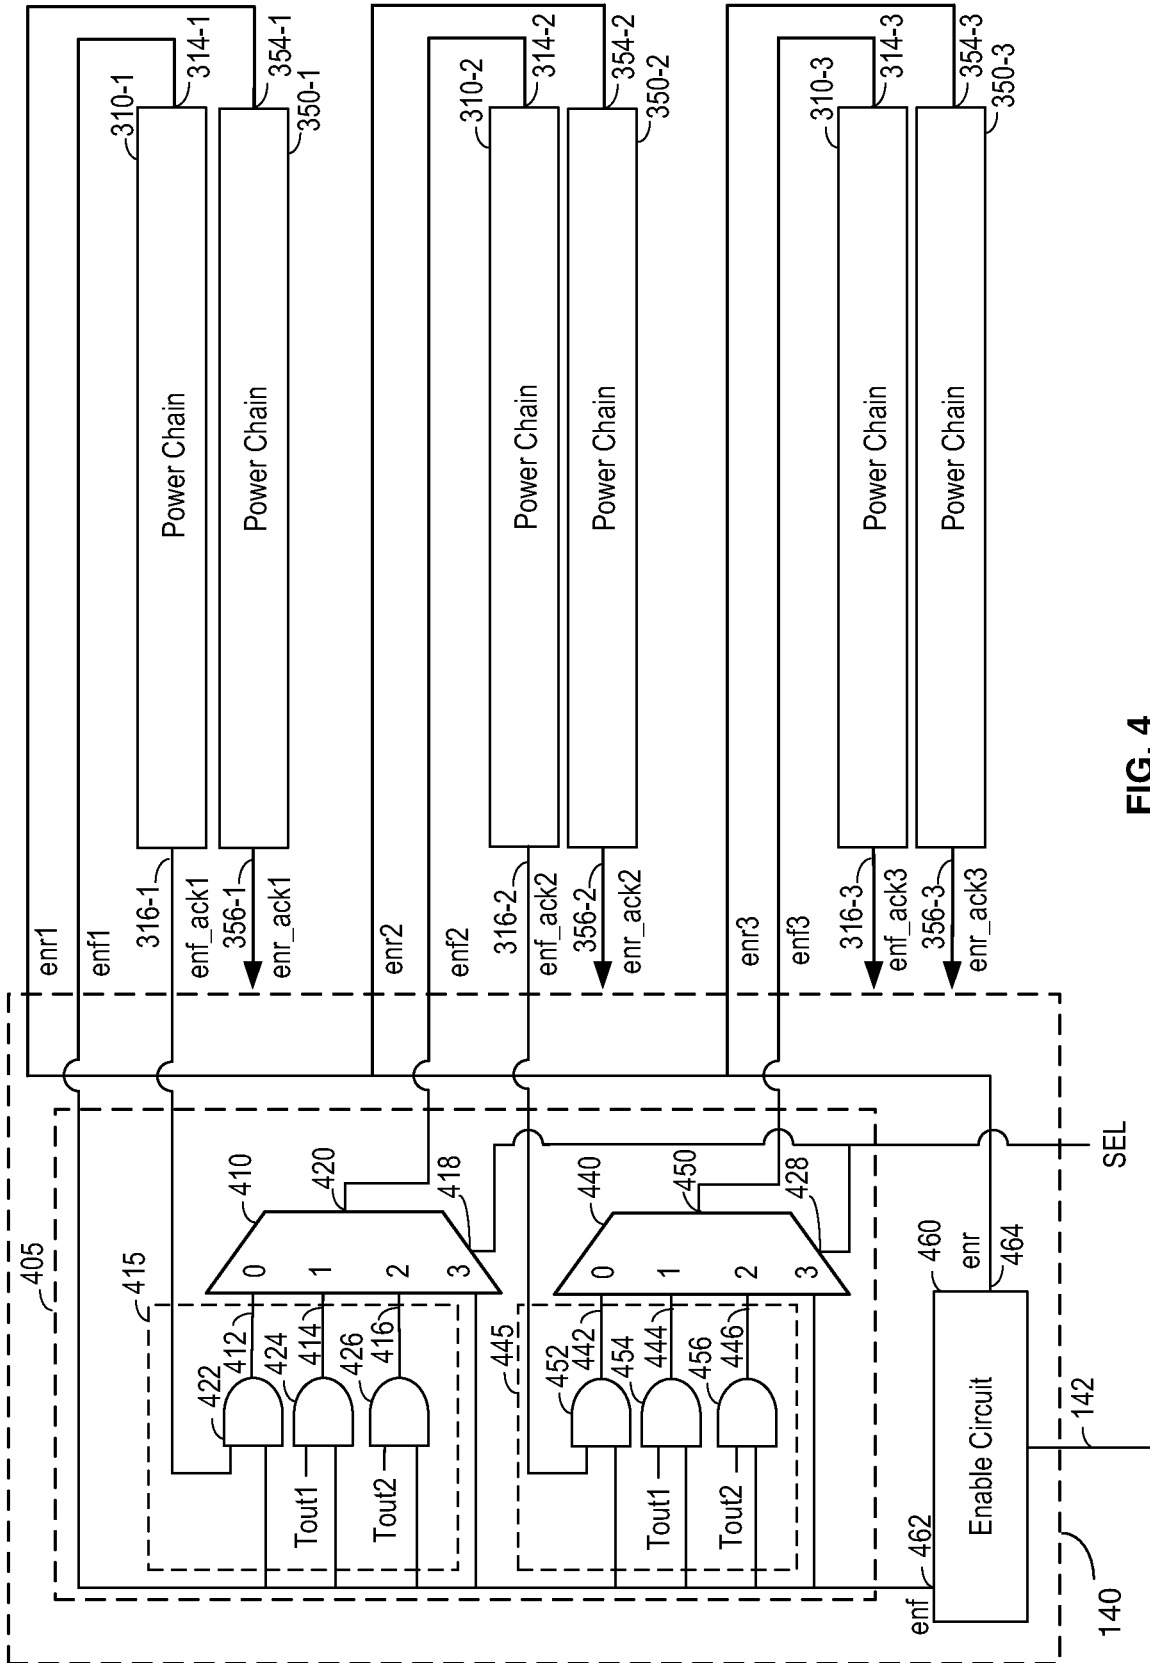 405
415
422
412
0
410
420
424
414
1
426
416
2
418
3
Tout1
Tout2
445
452
442
0
440
450
454
444
1
456
446
2
428
3
Tout1
Tout2
enf
462
Enable Circuit
460
enr
464
142
140
SEL
enr1
enf1
316-1
enf_ack1
356-1
enr_ack1
310-1
Power Chain
314-1
Power Chain
354-1
350-1
enr2
enf2
316-2
enf_ack2
356-2
enr_ack2
310-2
Power Chain
314-2
Power Chain
354-2
350-2
enr3
enf3
316-3
enf_ack3
356-3
enr_ack3
310-3
Power Chain
314-3
Power Chain
354-3
350-3
FIG. 4